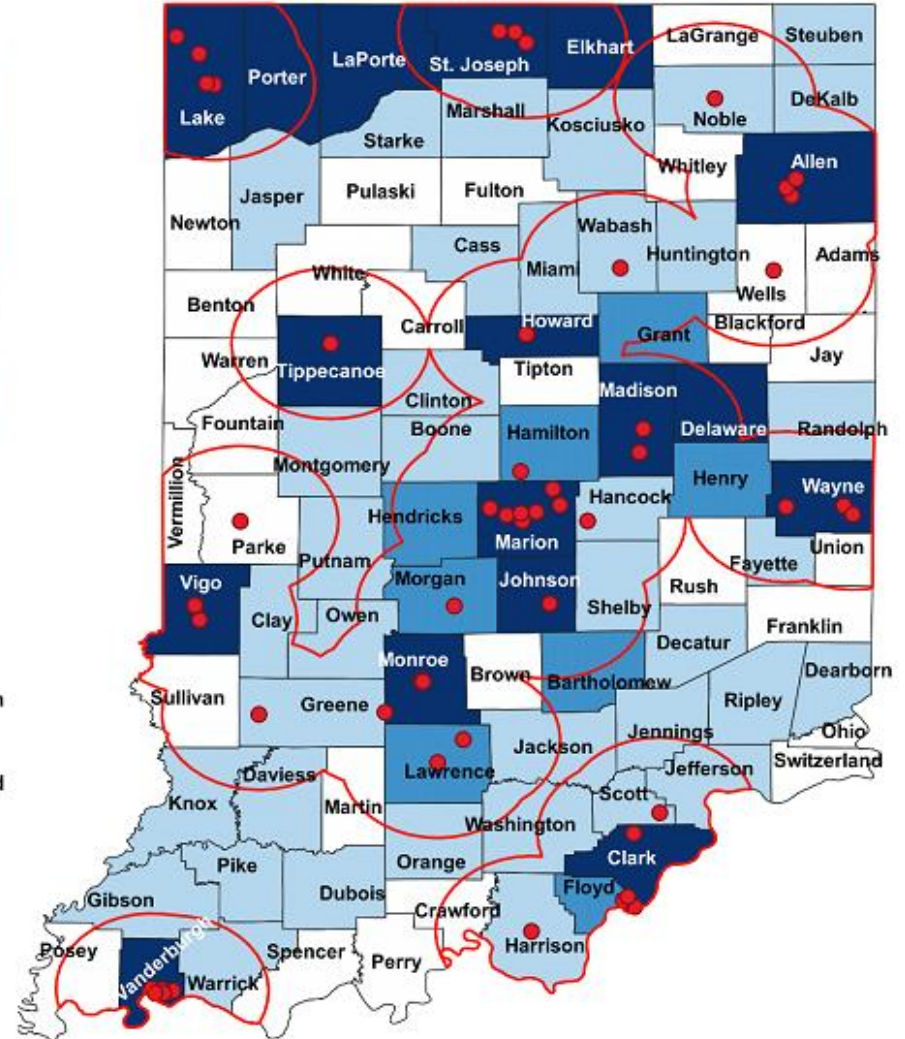 LaGrange
Steuben
Elkhart
LaPorte
St. Joseph
Porter
DeKalb
Marshall
Noble
Lake
Kosciusko
Starke
Allen
Whitley
Pulaski
Fulton
Jasper
Newton
Wabash
Cass
Huntington
Adams
Miami
White
Wells
Benton
Howard
Blackford
Carroll
Grant
Jay
Warren
Tipton
Tippecanoe
Madison
Clinton
Fountain
Boone
Hamilton
Delaware
Randolph
Montgomery
Henry
Wayne
Vermillion
Hancock
Hendricks
Marion
Parke
Union
Putnam
Fayette
Vigo
Morgan
Johnson
Rush
Shelby
Clay
Owen
Franklin
Decatur
Monroe
Brown
Dearborn
Bartholomew
Sullivan
Greene
Ripley
n
Jennings
Ohio
Jackson
Switzerland
Jefferson
Daviess
Lawrence
d
Scott
Knox
Martin
Washington
Clark
Pike
Orange
Floyd
Dubois
Gibson
Crawford
Harrison
Posey
Vanderburgh
Spencer
Perry
Warrick